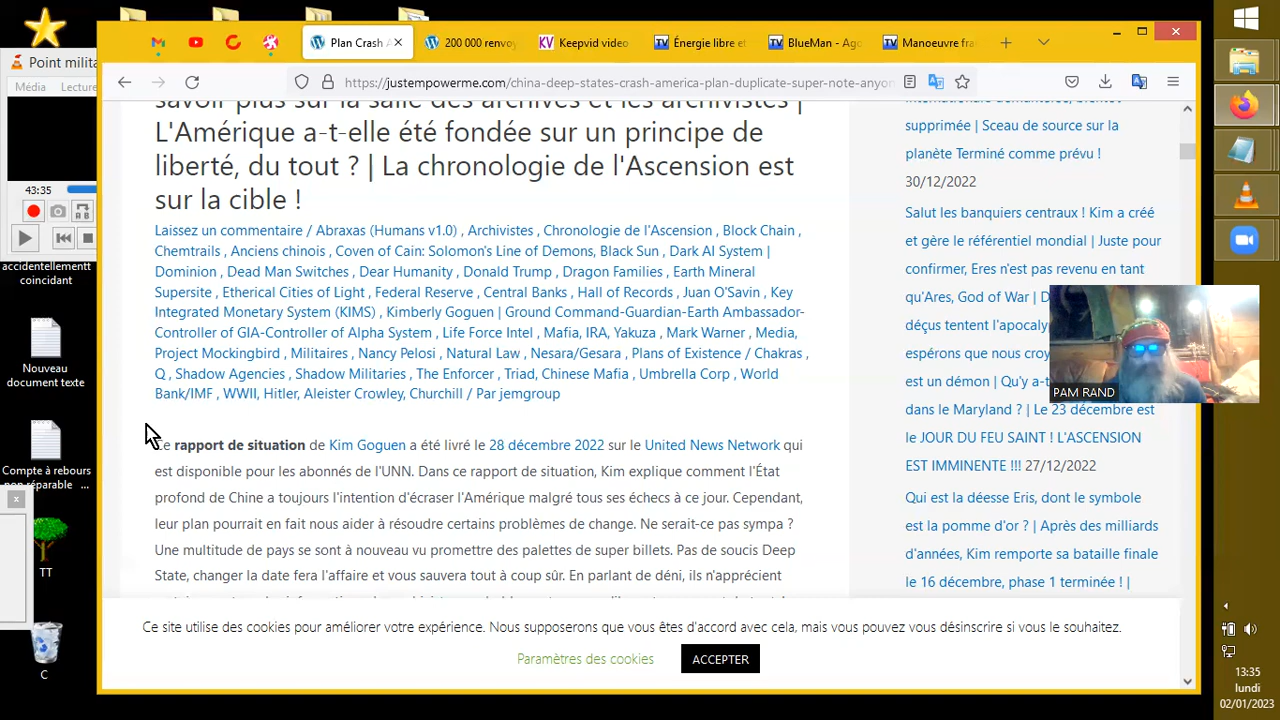 Point milita
Média Lecture
43:35
accidentellementt
coincidant
Nouveau
document texte
Compte à rebours
non réparable ...
TT
C
Plan Crash A
200 000 renvoy
Keepvid video
Énergie libre et
BlueMan - Ago
Manoeuvre fra
https://justempowerme.com/china-deep-states-crash-america-plan-duplicate-super-note-anyon
savoir plus sur la salle des archives et les archivistes |
L'Amérique a-t-elle été fondée sur un principe de
liberté, du tout ? | La chronologie de l'Ascension est
sur la cible !
Laissez un commentaire / Abraxas (Humans v1.0) , Archivistes , Chronologie de l'Ascension , Block Chain ,
Chemtrails , Anciens chinois , Coven of Cain: Solomon's Line of Demons, Black Sun , Dark AI System |
Dominion , Dead Man Switches , Dear Humanity , Donald Trump , Dragon Families , Earth Mineral
Supersite , Etherical Cities of Light , Federal Reserve , Central Banks , Hall of Records , Juan O'Savin , Key
Integrated Monetary System (KIMS) , Kimberly Goguen | Ground Command-Guardian-Earth Ambassador-
Controller of GIA-Controller of Alpha System , Life Force Intel , Mafia, IRA, Yakuza , Mark Warner , Media,
Project Mockingbird , Militaires , Nancy Pelosi , Natural Law , Nesara/Gesara , Plans of Existence / Chakras ,
Q , Shadow Agencies , Shadow Militaries , The Enforcer , Triad, Chinese Mafia , Umbrella Corp , World
Bank/IMF , WWII, Hitler, Aleister Crowley, Churchill / Par jemgroup
Ce rapport de situation de Kim Goguen a été livré le 28 décembre 2022 sur le United News Network qui
est disponible pour les abonnés de l'UNN. Dans ce rapport de situation, Kim explique comment l'État
profond de Chine a toujours l'intention d'écraser l'Amérique malgré tous ses échecs à ce jour. Cependant,
leur plan pourrait en fait nous aider à résoudre certains problèmes de change. Ne serait-ce pas sympa ?
Une multitude de pays se sont à nouveau vu promettre des palettes de super billets. Pas de soucis Deep
State, changer la date fera l'affaire et vous sauvera tout à coup sûr. En parlant de déni, ils n'apprécient
supprimée | Sceau de source sur la
planète Terminé comme prévu !
30/12/2022
Salut les banquiers centraux ! Kim a créé
et gère le référentiel mondial | Juste pour
confirmer, Eres n'est pas revenu en tant
qu'Ares, God of War | D
déçus tentent l'apocaly
espérons que nous croy
est un démon | Qu'y a-t
dans le Maryland ? | Le 23 décembre est
le JOUR DU FEU SAINT ! L'ASCENSION
EST IMMINENTE !!! 27/12/2022
Qui est la déesse Eris, dont le symbole
est la pomme d'or ? | Après des milliards
d'années, Kim remporte sa bataille finale
le 16 décembre, phase 1 terminée ! |
PAM RAND
Ce site utilise des cookies pour améliorer votre expérience. Nous supposerons que vous êtes d'accord avec cela, mais vous pouvez vous désinscrire si vous le souhaitez.
Paramètres des cookies
ACCEPTER
13:35
lundi
02/01/2023